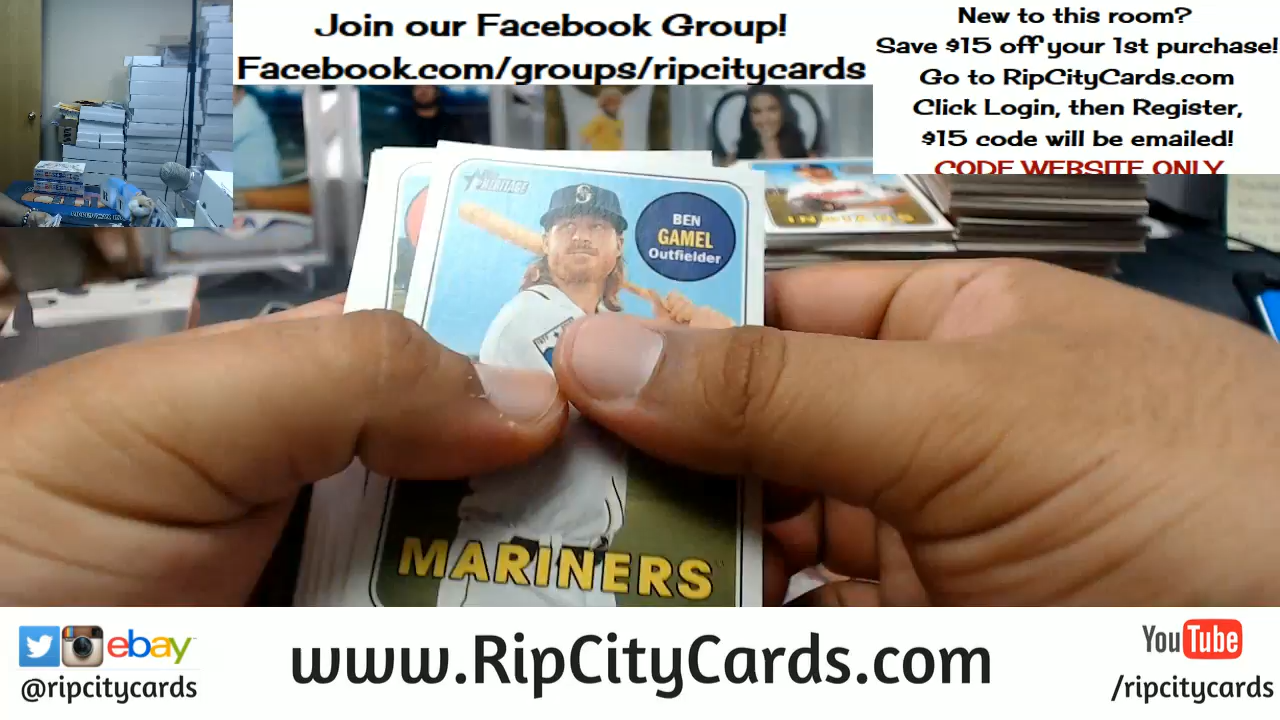 Join our Facebook Group!
Facebook.com/groups/ripcitycards
New to this room?
Save $15 off your 1st purchase!
Go to RipCityCards.com
Click Login, then Register,
$15 code will be emailed!
CODE WEBSITE ONLY
HERITAGE
BEN
GAMEL
Outfielder
INDIANS
MARINERS
ebay
@ripcitycards
www.RipCityCards.com
YouTube
/ripcitycards